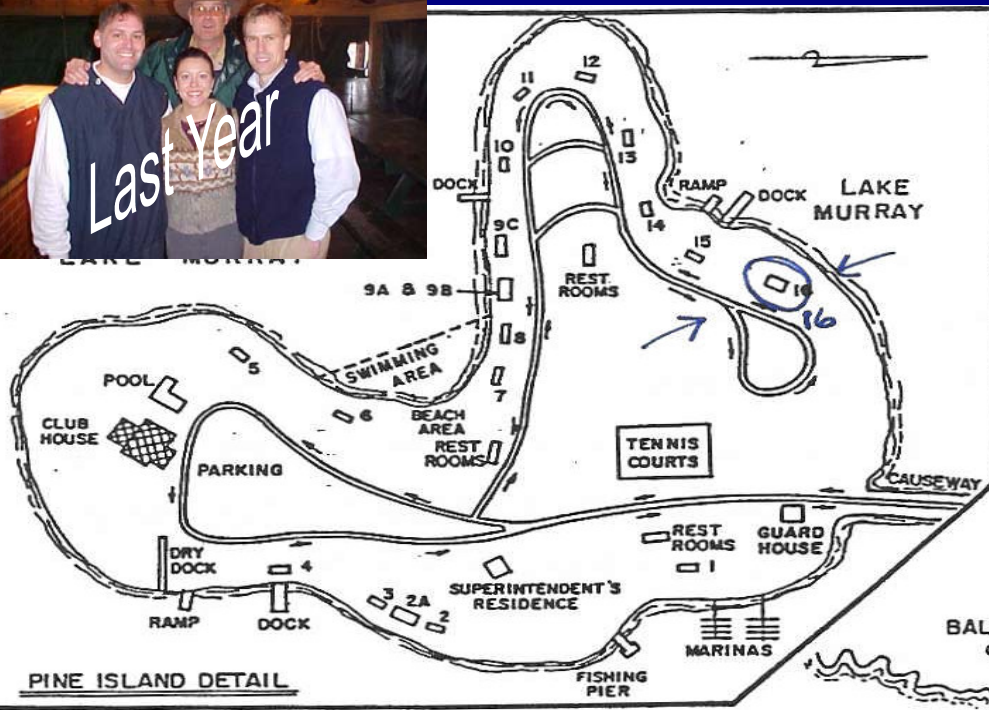 Last Year
LAKE MURRAY
12
11
10
13
DOCK
RAMP
DOCK
LAKE
MURRAY
14
9C
15
REST.
ROOMS
9A & 9B
16
16
8
SWIMMING
AREA
5
7
POOL
6
BEACH
AREA
CLUB
HOUSE
REST
ROOMS
TENNIS
COURTS
PARKING
CAUSEWAY
REST
ROOMS
GUARD
HOUSE
DRY
DOCK
4
1
SUPERINTENDENT'S
RESIDENCE
3
2A
2
RAMP
DOCK
MARINAS
BAL
FISHING
PIER
PINE ISLAND DETAIL